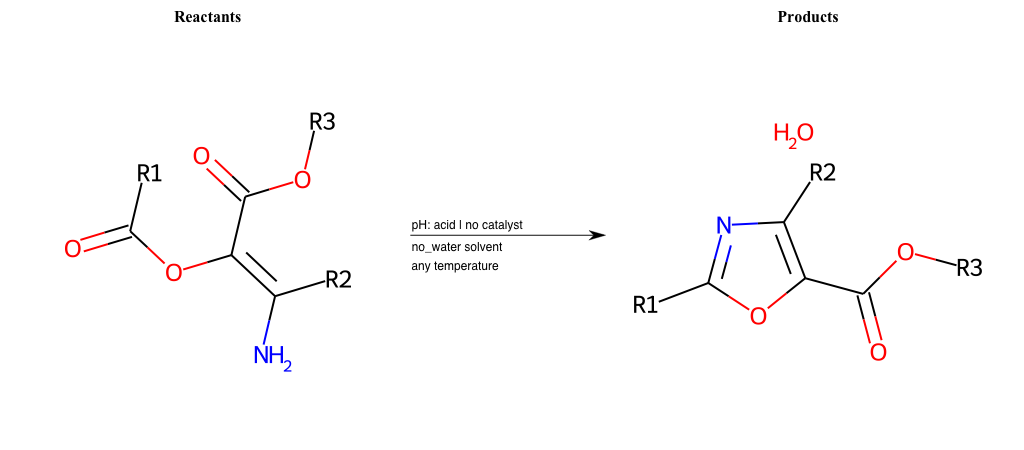 Reactants
Products
R3
H2O
O
R1
R2
O
N
pH: acid | no catalyst
O
O
no_water solvent
R3
O
any temperature
R2
R1
O
NH2
O